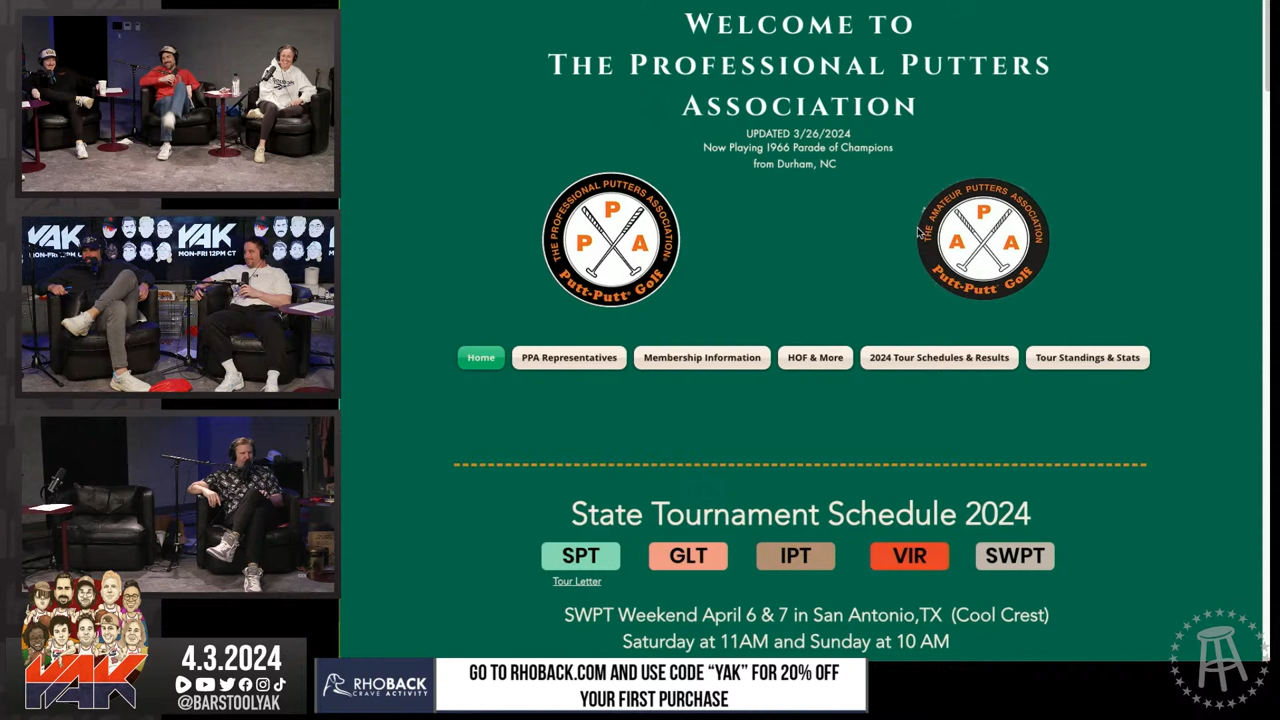 WELCOME TO
THE PROFESSIONAL PUTTERS
ASSOCIATION
UPDATED 3/26/2024
Now Playing 1966 Parade of Champions
from Durham, NC
THE PROFESSIONAL PUTTERS ASSOCIATION
P
P A
Putt-Putt Golf
THE AMATEUR PUTTERS ASSOCIATION
P
A A
Putt-Putt Golf
Home
PPA Representatives
Membership Information
HOF & More
2024 Tour Schedules & Results
Tour Standings & Stats
State Tournament Schedule 2024
SPT
GLT
IPT
VIR
SWPT
Tour Letter
SWPT Weekend April 6 & 7 in San Antonio,TX (Cool Crest)
Saturday at 11AM and Sunday at 10 AM
YAK
YAK
MON-FRI 12PM CT
YAK
4.3.2024
@BARSTOOLYAK
RHOBACK
CRAVE ACTIVITY
GO TO RHOBACK.COM AND USE CODE “YAK” FOR 20% OFF
YOUR FIRST PURCHASE